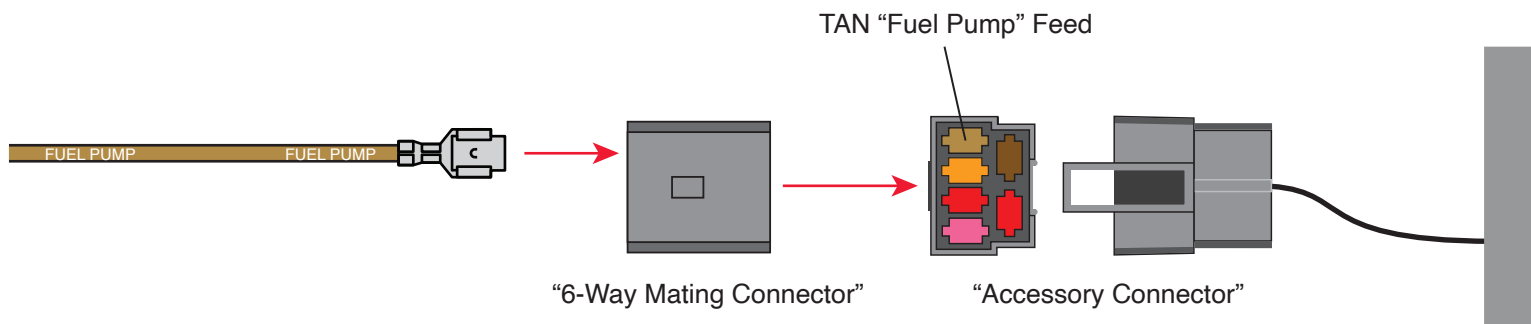 TAN “Fuel Pump” Feed
FUEL PUMP FUEL PUMP
“6-Way Mating Connector” “Accessory Connector”